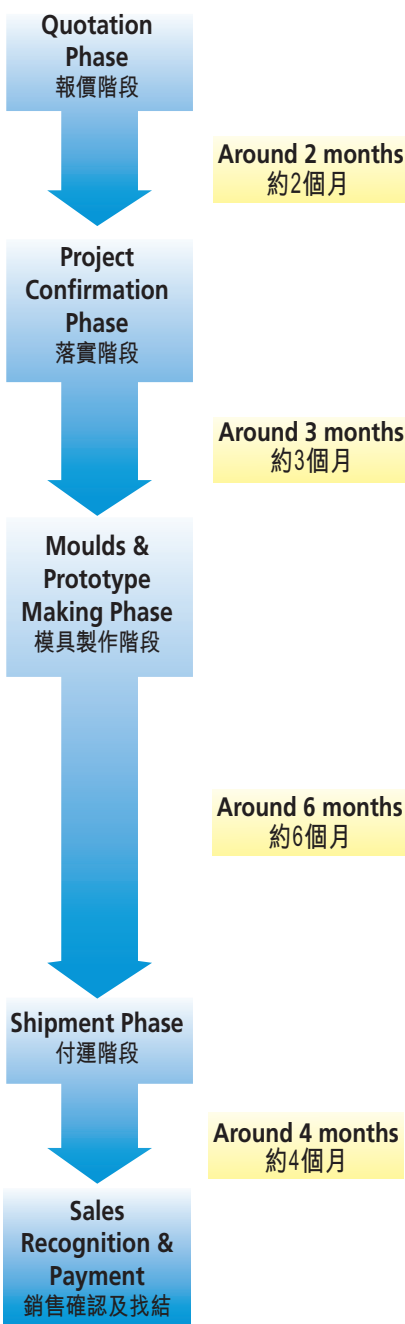 Quotation
Phase
報價階段
Around 2 months
約2個月
Project
Confirmation
Phase
落實階段
Around 3 months
約3個月
Moulds &
Prototype
Making Phase
模具製作階段
Around 6 months
約6個月
Shipment Phase
付運階段
Around 4 months
約4個月
Sales
Recognition &
Payment
銷售確認及找結